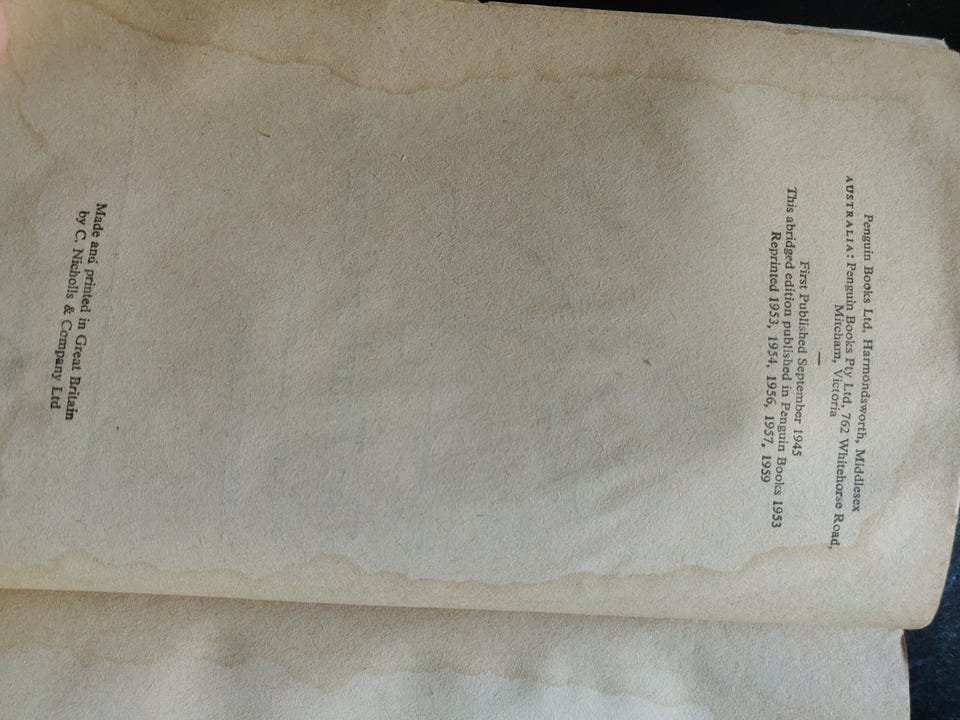 Penguin Books Ltd, Harmondsworth, Middlesex
AUSTRALIA: Penguin Books Pty Ltd, 762 Whitehorse Road,
Mitcham, Victoria
—
First Published September 1945
This abridged edition published in Penguin Books 1953
Reprinted 1953, 1954, 1956, 1957, 1959
Made and printed in Great Britain
by C. Nicholls & Company Ltd